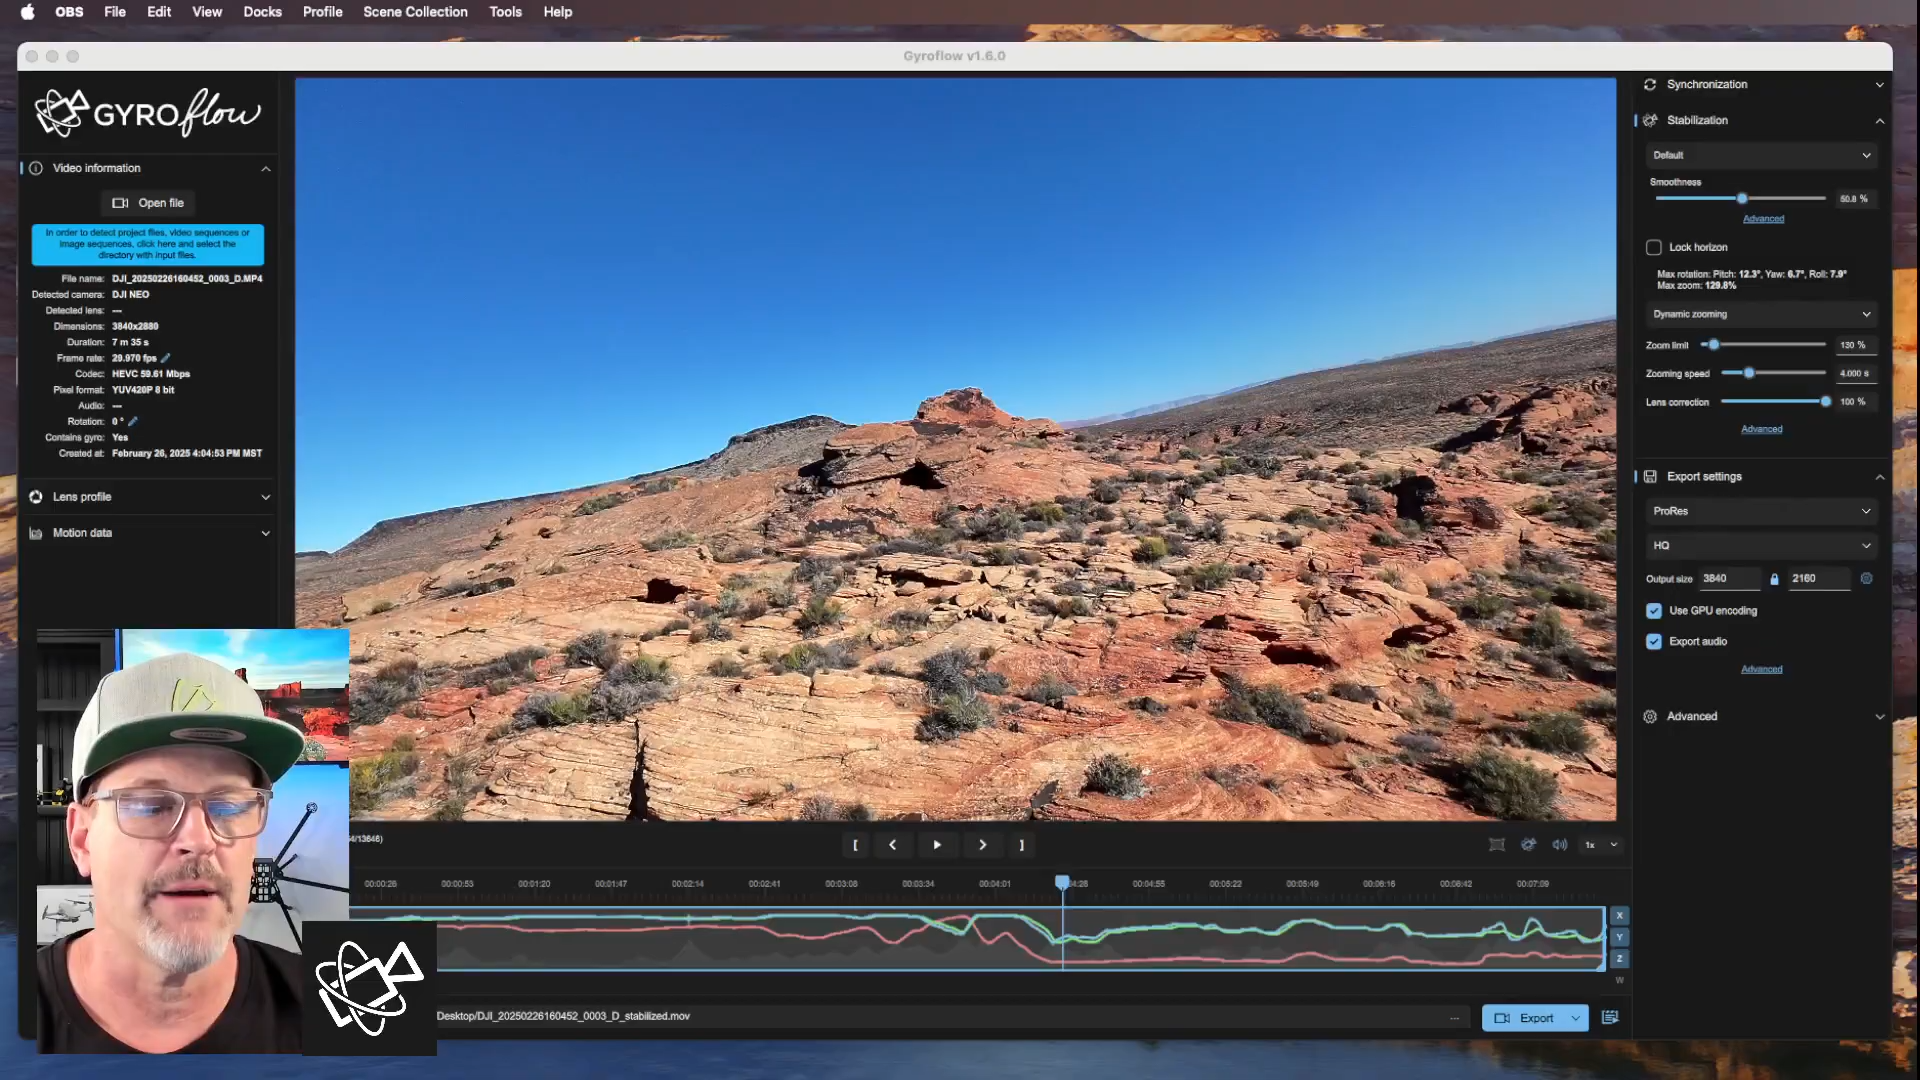 OBS File Edit View Docks Profile Scene Collection Tools Help
Gyroflow v1.6.0
GYROflow
Video information
Open file
In order to detect project files, video sequences or
image sequences, click here and select the
directory with input files.
File name: DJI_20250226160452_0003_D.MP4
Detected camera: DJI NEO
Detected lens: ---
Dimensions: 3840x2880
Duration: 7 m 35 s
Frame rate: 29.970 fps
Codec: HEVC 59.61 Mbps
Pixel format: YUV420P 8 bit
Audio: ---
Rotation: 0 °
Contains gyro: Yes
Created at: February 26, 2025 4:04:53 PM MST
Lens profile
Motion data
Synchronization
Stabilization
Default
Smoothness
50.8 %
Advanced
Lock horizon
Max rotation: Pitch: 12.3°, Yaw: 6.7°, Roll: 7.9°
Max zoom: 129.8%
Dynamic zooming
Zoom limit 130 %
Zooming speed 4.000 s
Lens correction 100 %
Advanced
Export settings
ProRes
HQ
Output size 3840 2160
Use GPU encoding
Export audio
Advanced
Advanced
/13646)
[ ]
1x
00:00:26 00:00:53 00:01:20 00:01:47 00:02:14 00:02:41 00:03:08 00:03:34 00:04:01 :04:28 00:04:55 00:05:22 00:05:49 00:06:16 00:06:42 00:07:09
X
Y
Z
W
Desktop/DJI_20250226160452_0003_D_stabilized.mov
...
Export